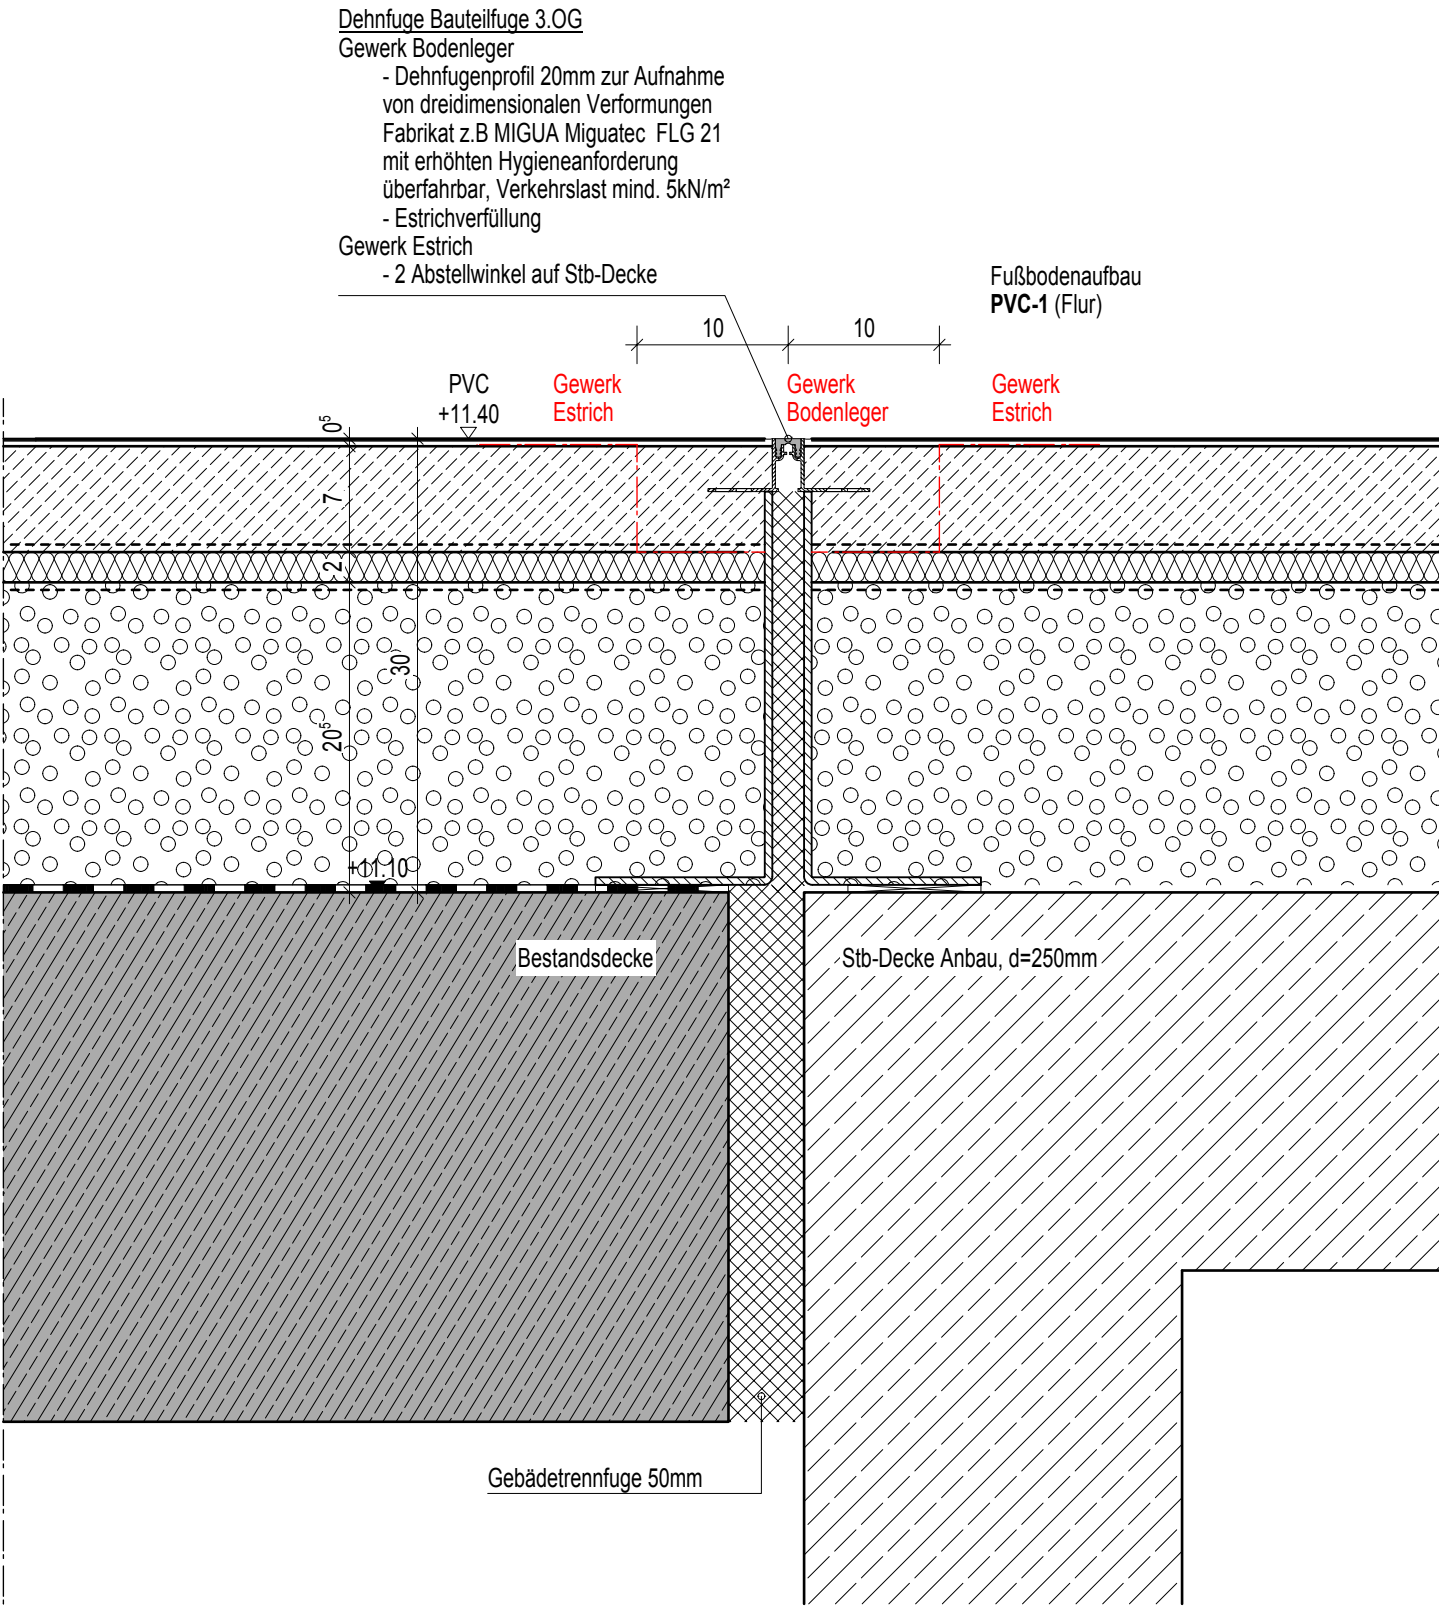 Dehnfuge Bauteilfuge 3.OG
Gewerk Bodenleger
- Dehnfugenprofil 20mm zur Aufnahme
von dreidimensionalen Verformungen
Fabrikat z.B MIGUA Miguatec FLG 21
mit erhöhten Hygieneanforderung
überfahrbar, Verkehrslast mind. 5kN/m²
- Estrichverfüllung
Gewerk Estrich
- 2 Abstellwinkel auf Stb-Decke
Fußbodenaufbau
PVC-1 (Flur)
10
10
PVC
+11.40
Gewerk
Estrich
Gewerk
Bodenleger
Gewerk
Estrich
0⁵
7
2
30
20⁵
+11.10
Bestandsdecke
Stb-Decke Anbau, d=250mm
Gebädetrennfuge 50mm